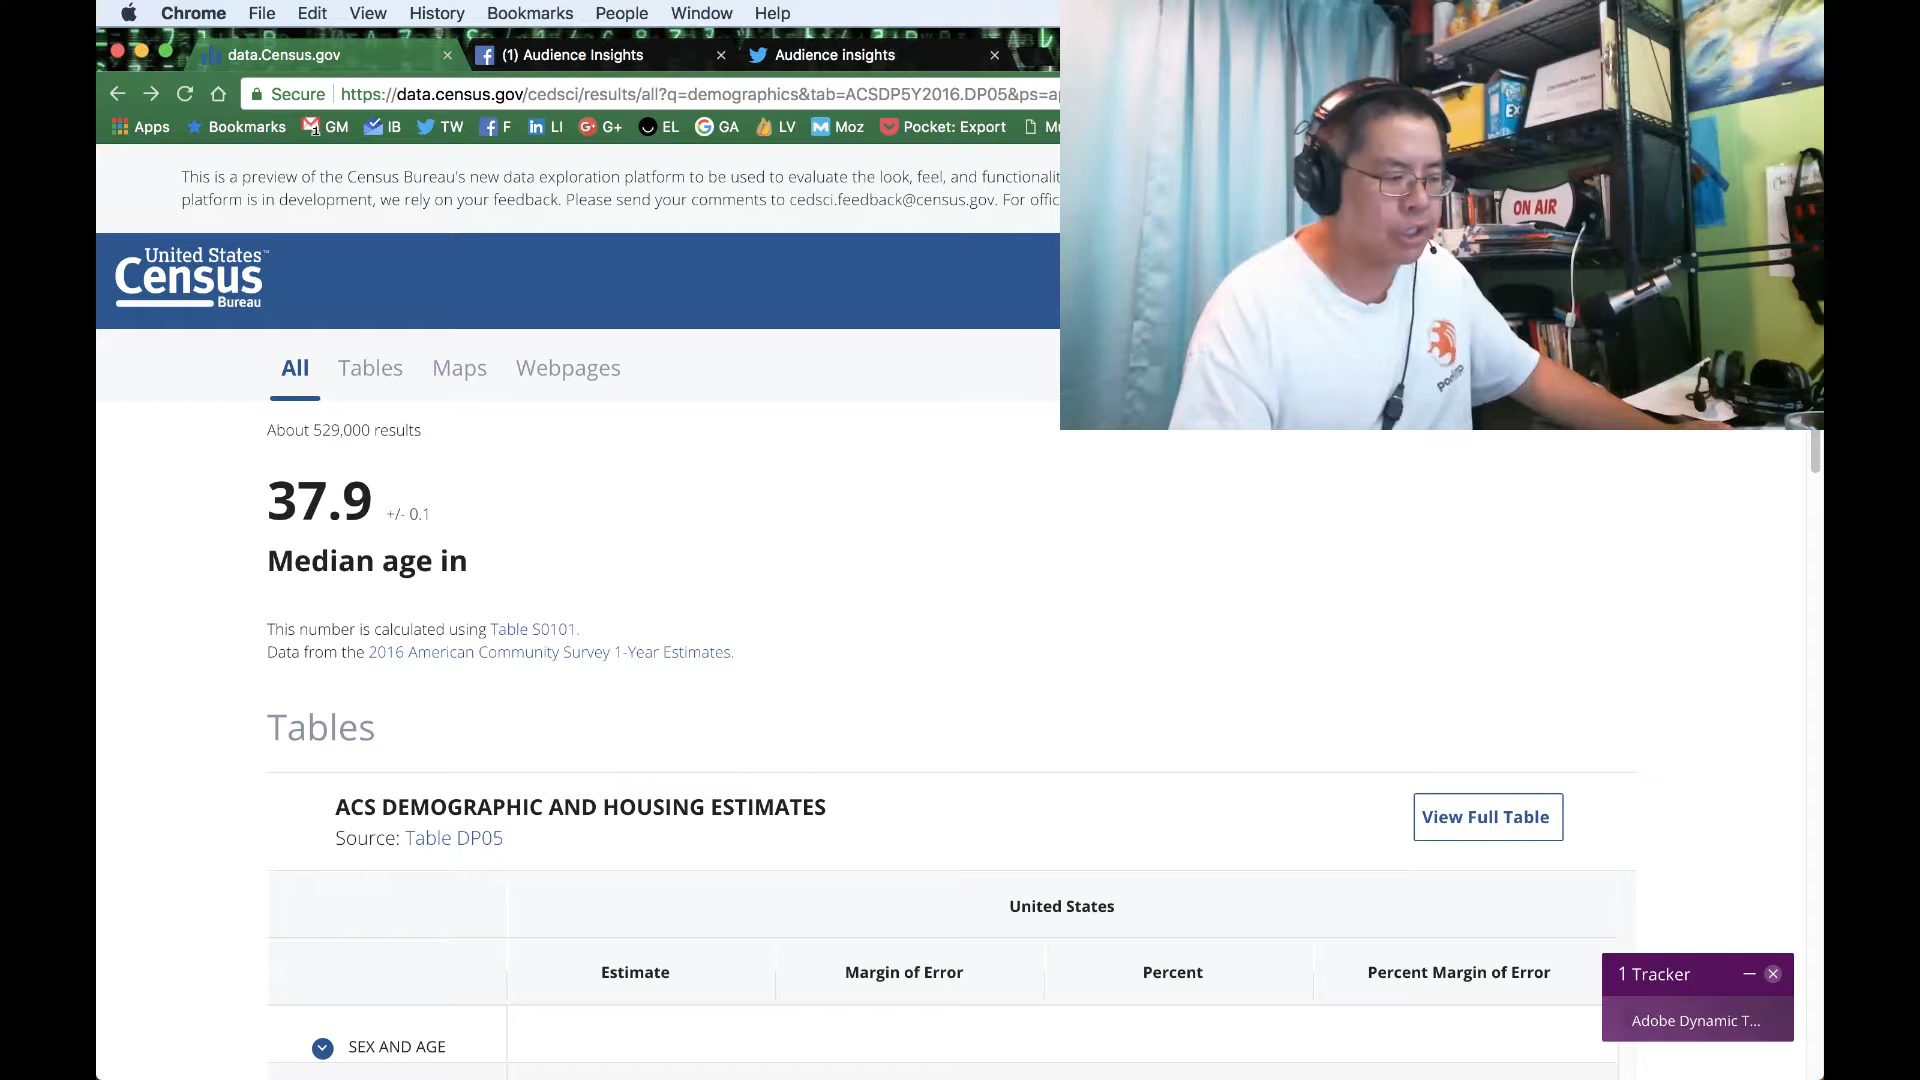 Chrome File Edit View History Bookmarks People Window Help
data.Census.gov × (1) Audience Insights × Audience insights ×
Secure https://data.census.gov/cedsci/results/all?q=demographics&tab=ACSDP5Y2016.DP05&ps=a
Apps Bookmarks GM IB TW F LI G+ EL GA LV Moz Pocket: Export
This is a preview of the Census Bureau's new data exploration platform to be used to evaluate the look, feel, and functionalit
platform is in development, we rely on your feedback. Please send your comments to cedsci.feedback@census.gov. For offic
United States™
Census
Bureau
ON AIR
All Tables Maps Webpages
About 529,000 results
37.9 +/- 0.1
Median age in
This number is calculated using Table S0101.
Data from the 2016 American Community Survey 1-Year Estimates.
Tables
ACS DEMOGRAPHIC AND HOUSING ESTIMATES
View Full Table
Source: Table DP05
United States
Estimate Margin of Error Percent Percent Margin of Error
SEX AND AGE
1 Tracker
Adobe Dynamic T...